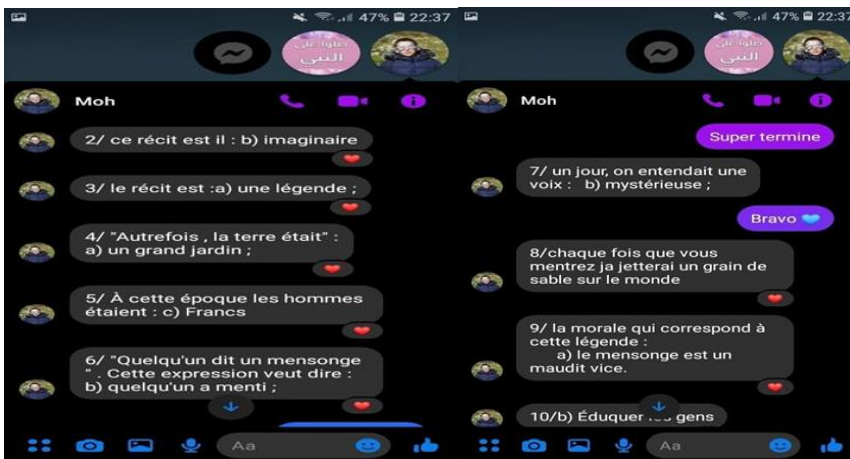 47% 22:37
صلوا على
النبي
Moh
2/ ce récit est il : b) imaginaire
3/ le récit est :a) une légende ;
4/ "Autrefois , la terre était" :
a) un grand jardin ;
5/ À cette époque les hommes
étaient : c) Francs
6/ "Quelqu'un dit un mensonge
" . Cette expression veut dire :
b) quelqu'un a menti ;
Aa
47% 22:37
صلوا على
النبي
Moh
Super termine
7/ un jour, on entendait une
voix : b) mystérieuse ;
Bravo
8/chaque fois que vous
mentrez ja jetterai un grain de
sable sur le monde
9/ la morale qui correspond à
cette légende :
a) le mensonge est un
maudit vice.
10/b) Éduquer gens
Aa